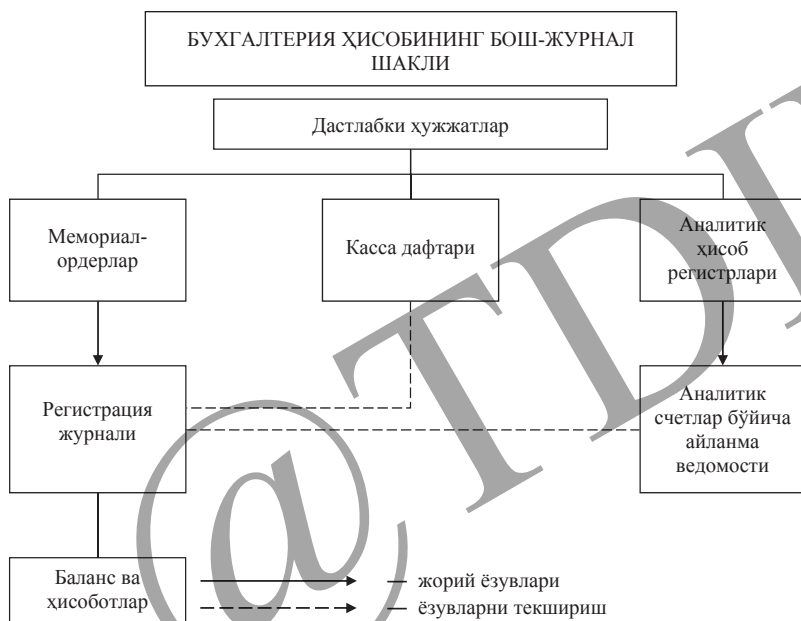 БУХГАЛТЕРИЯ ҲИСОБИНИНГ БОШ-ЖУРНАЛ
ШАКЛИ
Дастлабки ҳужжатлар
Мемориал-
ордерлар
Касса дафтари
Аналитик
ҳисоб
регистрлари
Регистрация
журнали
Аналитик
счетлар бўйича
айланма
ведомости
Баланс ва
ҳисоботлар
— жорий ёзувлари
— ёзувларни текшириш